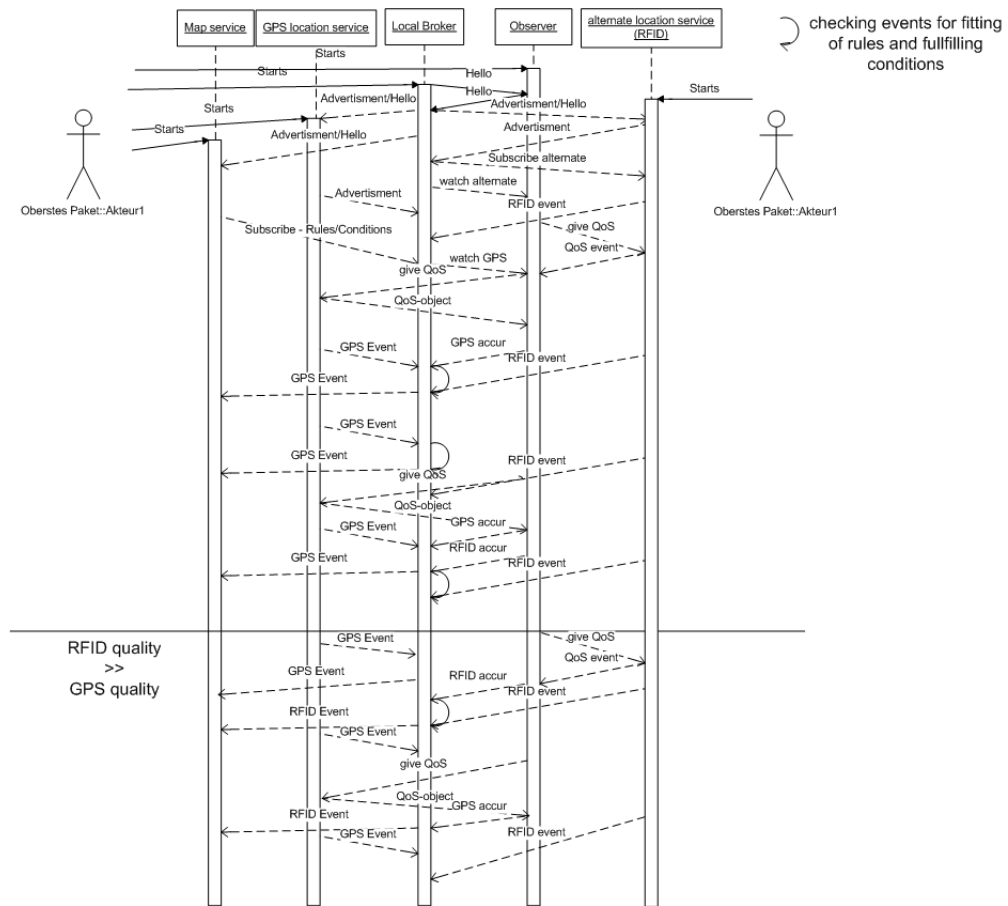 Map service
GPS location service
Local Broker
Observer
alternate location service
(RFID)
checking events for fitting
of rules and fullfilling
conditions
Starts
Hello
Starts
Hello
Starts
Advertisment/Hello
Advertisment/Hello
Starts
Starts
Advertisment/Hello
Advertisment
Subscribe alternate
watch alternate
Advertisment
RFID event
Oberstes Paket::Akteur1
Oberstes Paket::Akteur1
give QoS
Subscribe - Rules/Conditions
QoS event
watch GPS
give QoS
QoS-object
GPS Event
GPS accur
RFID event
GPS Event
GPS Event
GPS Event
RFID event
give QoS
QoS-object
GPS Event
GPS accur
RFID accur
GPS Event
RFID event
RFID quality
>>
GPS quality
GPS Event
give QoS
QoS event
GPS Event
RFID accur
RFID event
RFID Event
GPS Event
give QoS
QoS-object
GPS accur
RFID Event
GPS Event
RFID event